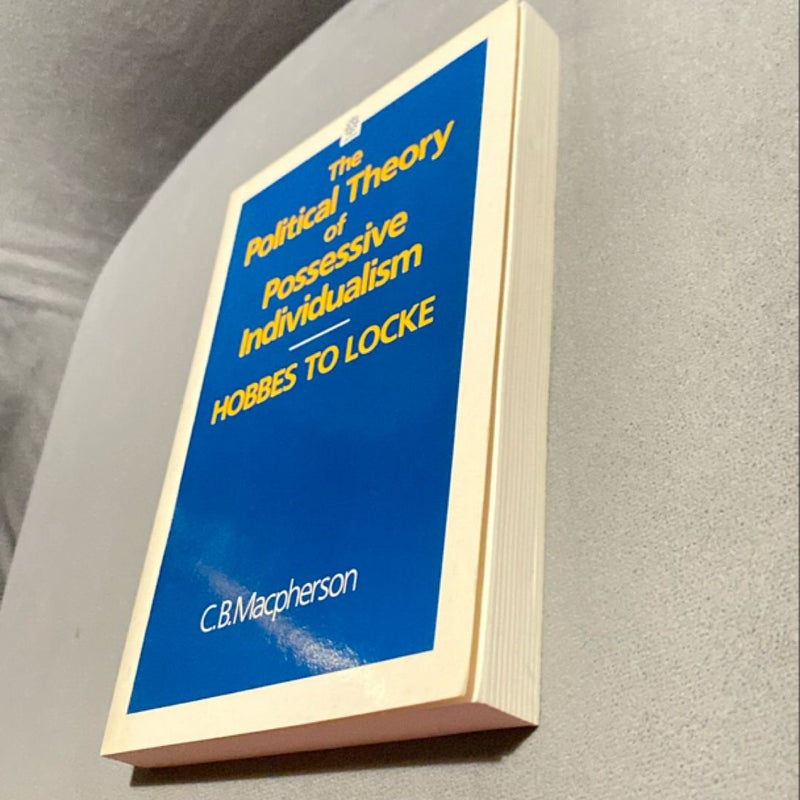 The
Political Theory
of
Possessive
Individualism
HOBBES TO LOCKE
C.B.Macpherson